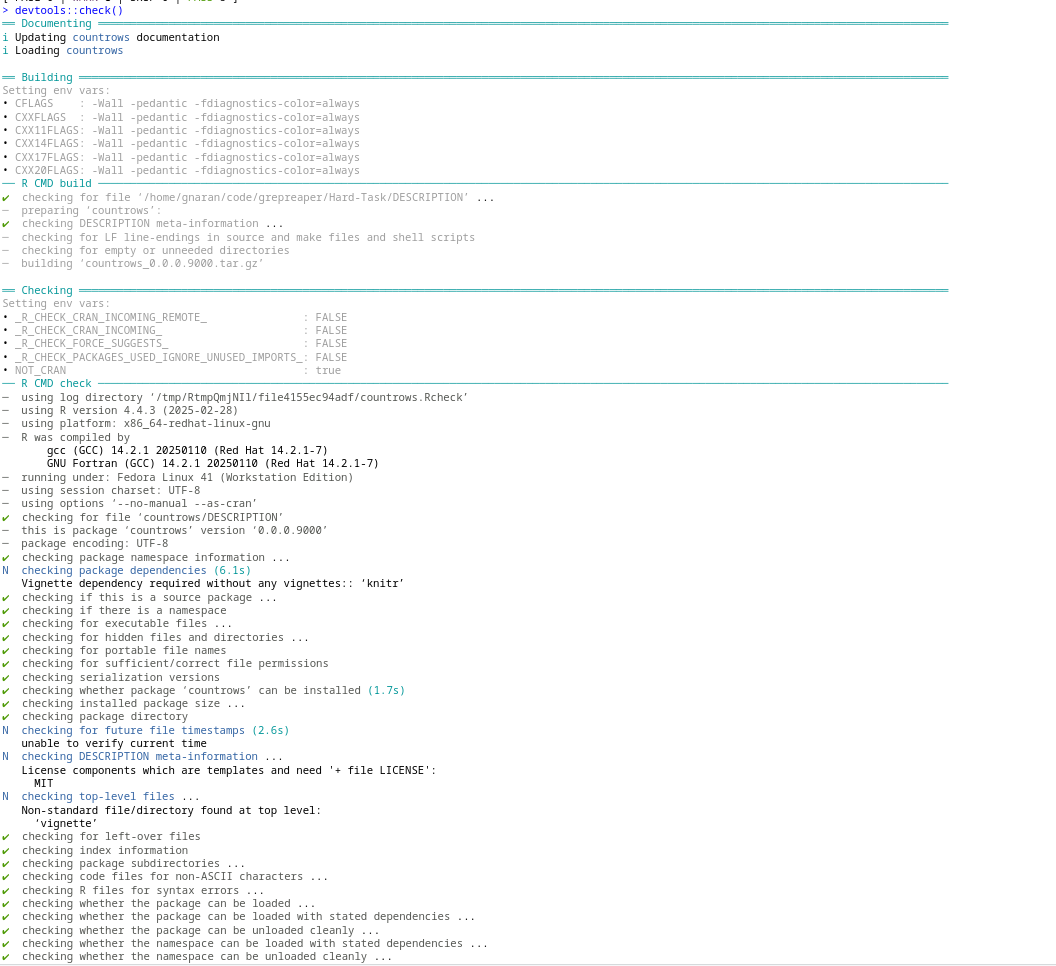 > devtools::check()
══ Documenting ══════════════════════════════
i Updating countrows documentation
i Loading countrows
══ Building ══════════════════════════════
Setting env vars:
• CFLAGS    : -Wall -pedantic -fdiagnostics-color=always
• CXXFLAGS  : -Wall -pedantic -fdiagnostics-color=always
• CXX11FLAGS: -Wall -pedantic -fdiagnostics-color=always
• CXX14FLAGS: -Wall -pedantic -fdiagnostics-color=always
• CXX17FLAGS: -Wall -pedantic -fdiagnostics-color=always
• CXX20FLAGS: -Wall -pedantic -fdiagnostics-color=always
── R CMD build ──────────────────────────────
✔  checking for file ‘/home/gnaran/code/grepreaper/Hard-Task/DESCRIPTION’ ...
─  preparing ‘countrows’:
✔  checking DESCRIPTION meta-information ...
─  checking for LF line-endings in source and make files and shell scripts
─  checking for empty or unneeded directories
─  building ‘countrows_0.0.0.9000.tar.gz’
══ Checking ══════════════════════════════
Setting env vars:
• _R_CHECK_CRAN_INCOMING_REMOTE_               : FALSE
• _R_CHECK_CRAN_INCOMING_                      : FALSE
• _R_CHECK_FORCE_SUGGESTS_                     : FALSE
• _R_CHECK_PACKAGES_USED_IGNORE_UNUSED_IMPORTS_: FALSE
• NOT_CRAN                                     : true
── R CMD check ──────────────────────────────
─  using log directory ‘/tmp/RtmpQmjNIl/file4155ec94adf/countrows.Rcheck’
─  using R version 4.4.3 (2025-02-28)
─  using platform: x86_64-redhat-linux-gnu
─  R was compiled by
       gcc (GCC) 14.2.1 20250110 (Red Hat 14.2.1-7)
       GNU Fortran (GCC) 14.2.1 20250110 (Red Hat 14.2.1-7)
─  running under: Fedora Linux 41 (Workstation Edition)
─  using session charset: UTF-8
─  using options ‘--no-manual --as-cran’
✔  checking for file ‘countrows/DESCRIPTION’
─  this is package ‘countrows’ version ‘0.0.0.9000’
─  package encoding: UTF-8
✔  checking package namespace information ...
N  checking package dependencies (6.1s)
   Vignette dependency required without any vignettes:: ‘knitr’
✔  checking if this is a source package ...
✔  checking if there is a namespace
✔  checking for executable files ...
✔  checking for hidden files and directories ...
✔  checking for portable file names
✔  checking for sufficient/correct file permissions
✔  checking serialization versions
✔  checking whether package ‘countrows’ can be installed (1.7s)
✔  checking installed package size ...
✔  checking package directory
N  checking for future file timestamps (2.6s)
   unable to verify current time
N  checking DESCRIPTION meta-information ...
   License components which are templates and need '+ file LICENSE':
     MIT
N  checking top-level files ...
   Non-standard file/directory found at top level:
     ‘vignette’
✔  checking for left-over files
✔  checking index information
✔  checking package subdirectories ...
✔  checking code files for non-ASCII characters ...
✔  checking R files for syntax errors ...
✔  checking whether the package can be loaded ...
✔  checking whether the package can be loaded with stated dependencies ...
✔  checking whether the package can be unloaded cleanly ...
✔  checking whether the namespace can be loaded with stated dependencies ...
✔  checking whether the namespace can be unloaded cleanly ...